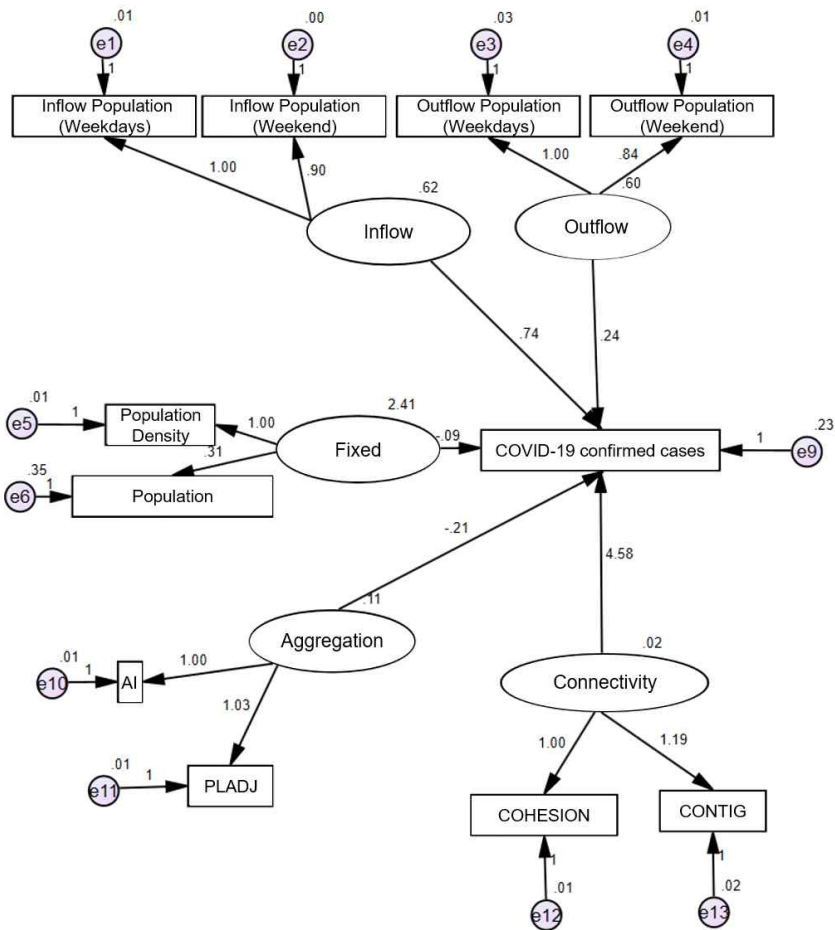 .01
.00
.03
.01
e1
e2
e3
e4
1
1
1
1
Inflow Population
(Weekdays)
Inflow Population
(Weekend)
Outflow Population
(Weekdays)
Outflow Population
(Weekend)
1.00
.90
1.00
.84
.62
.60
Inflow
Outflow
.74
.24
.01
e5
1
Population
Density
1.00
2.41
Fixed
-.09
COVID-19 confirmed cases
1
.23
e9
.35
e6
1
Population
.31
-.21
4.58
.11
Aggregation
.02
Connectivity
.01
e10
1
AI
1.00
1.03
.01
e11
1
PLADJ
1.00
1.19
COHESION
CONTIG
1
1
.01
.02
e12
e13